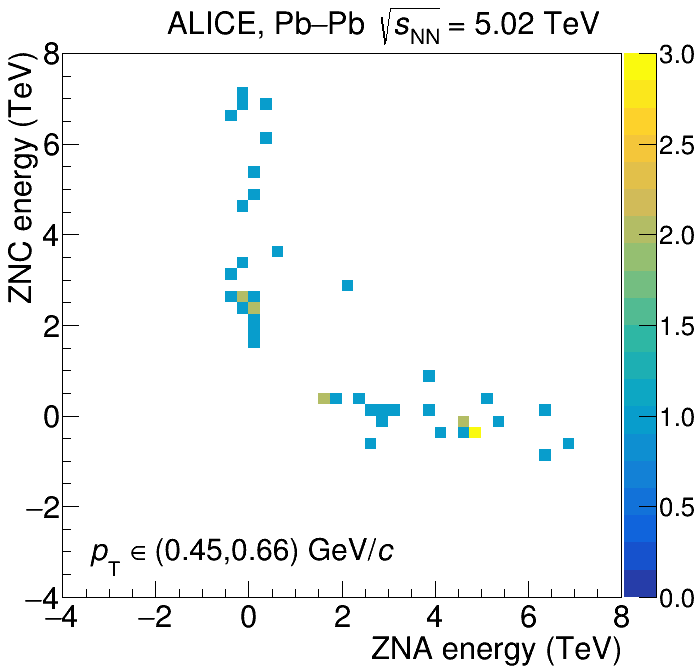 ALICE, Pb–Pb √sNN = 5.02 TeV
ZNC energy (TeV)
8
6
4
2
0
−2
−4
3.0
2.5
2.0
1.5
1.0
0.5
0.0
pT ∈ (0.45,0.66) GeV/c
−4 −2 0 2 4 6 8
ZNA energy (TeV)